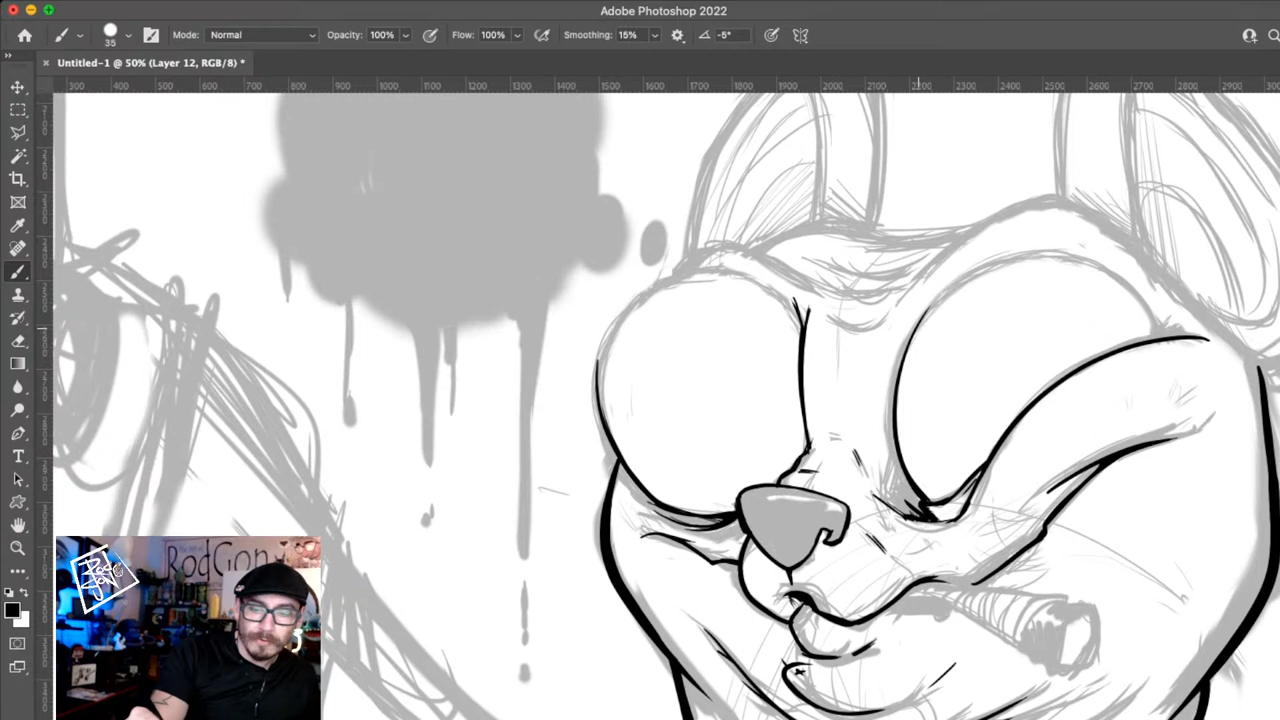 Adobe Photoshop 2022
35 Mode: Normal Opacity: 100% Flow: 100% Smoothing: 15% -5°
Untitled-1 @ 50% (Layer 12, RGB/8) *
300 400 500 600 700 800 900 1000 1100 1200 1300 1400 1500 1600 1700 1800 1900 2000 2100 2200 2300 2400 2500 2600 2700 2800 2900
RodGon